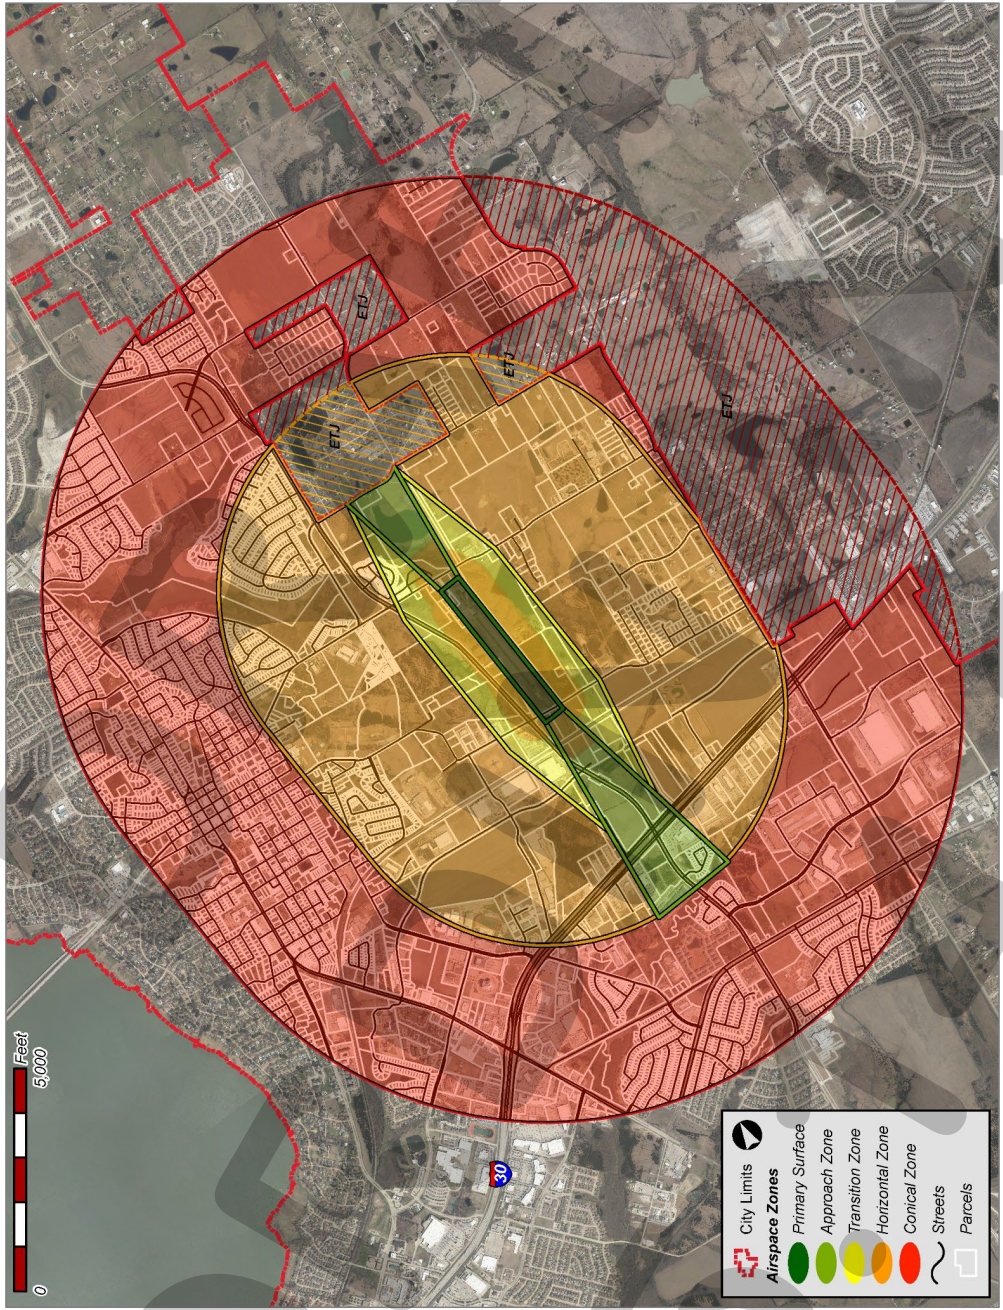 0
5,000
Feet
ETJ
ETJ
ETJ
ETJ
30
City Limits
Airspace Zones
Primary Surface
Approach Zone
Transition Zone
Horizontal Zone
Conical Zone
Streets
Parcels